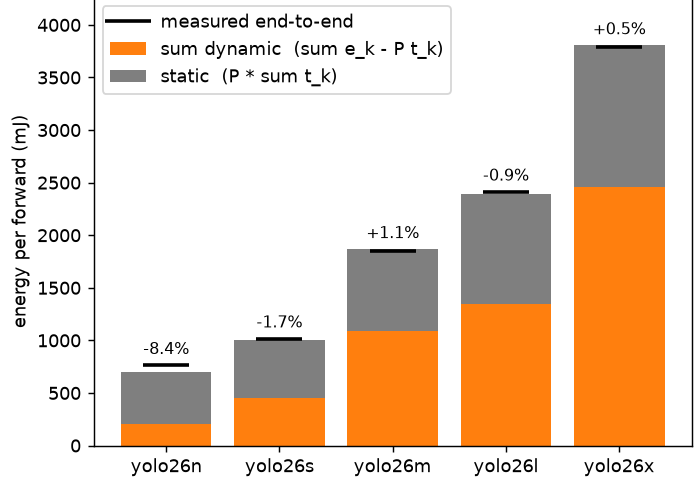 measured end-to-end
sum dynamic  (sum e_k - P t_k)
static  (P * sum t_k)
energy per forward (mJ)
4000
3500
3000
2500
2000
1500
1000
500
0
-8.4%
-1.7%
+1.1%
-0.9%
+0.5%
yolo26n
yolo26s
yolo26m
yolo26l
yolo26x